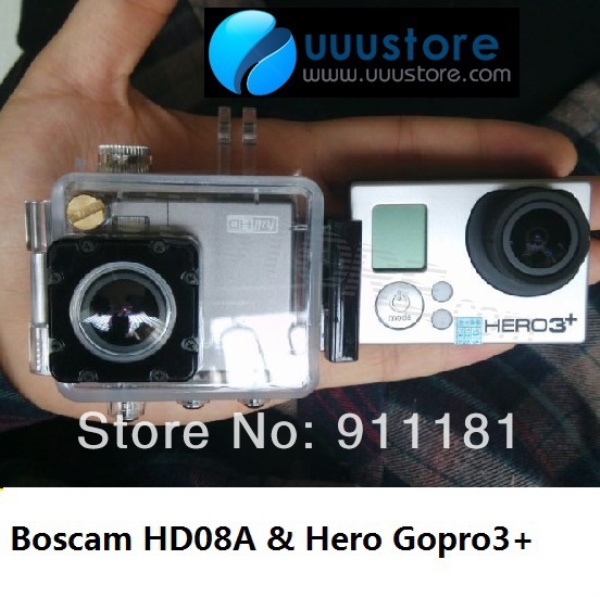 uuustore
www.uuustore.com
mode
HERO3+
Store No: 911181
Boscam HD08A & Hero Gopro3+